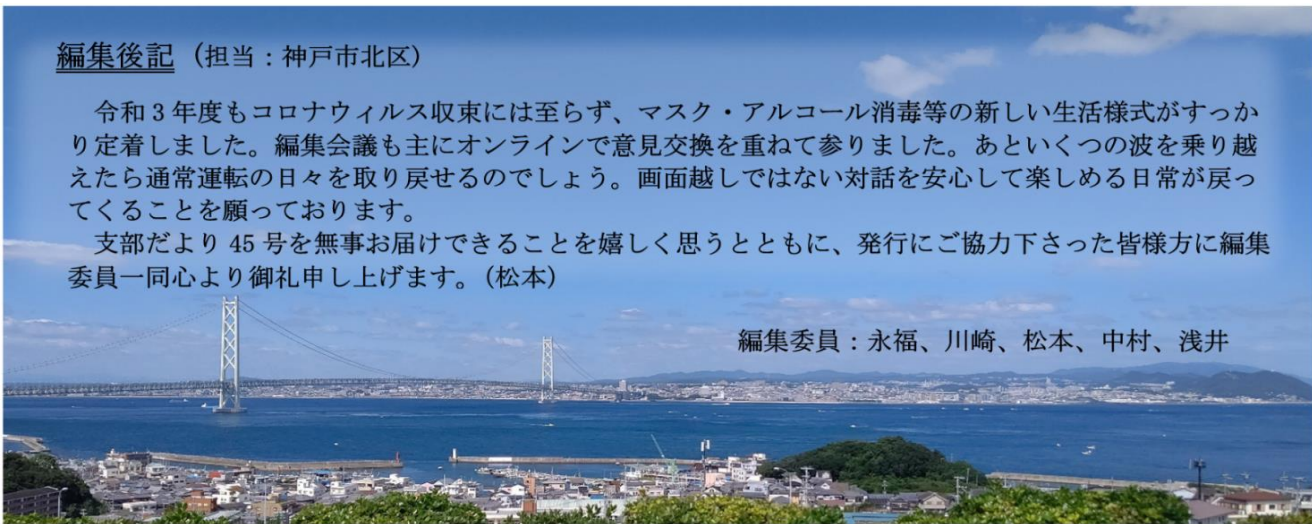 編集後記 (担当：神戸市北区)
令和３年度もコロナウィルス収束には至らず、マスク・アルコール消毒等の新しい生活様式がすっか
り定着しました。編集会議も主にオンラインで意見交換を重ねて参りました。あといくつの波を乗り越
えたら通常運転の日々を取り戻せるのでしょう。画面越しではない対話を安心して楽しめる日常が戻っ
てくることを願っております。
支部だより 45 号を無事お届けできることを嬉しく思うとともに、発行にご協力下さった皆様方に編集
委員一同心より御礼申し上げます。(松本)
編集委員：永福、川崎、松本、中村、浅井